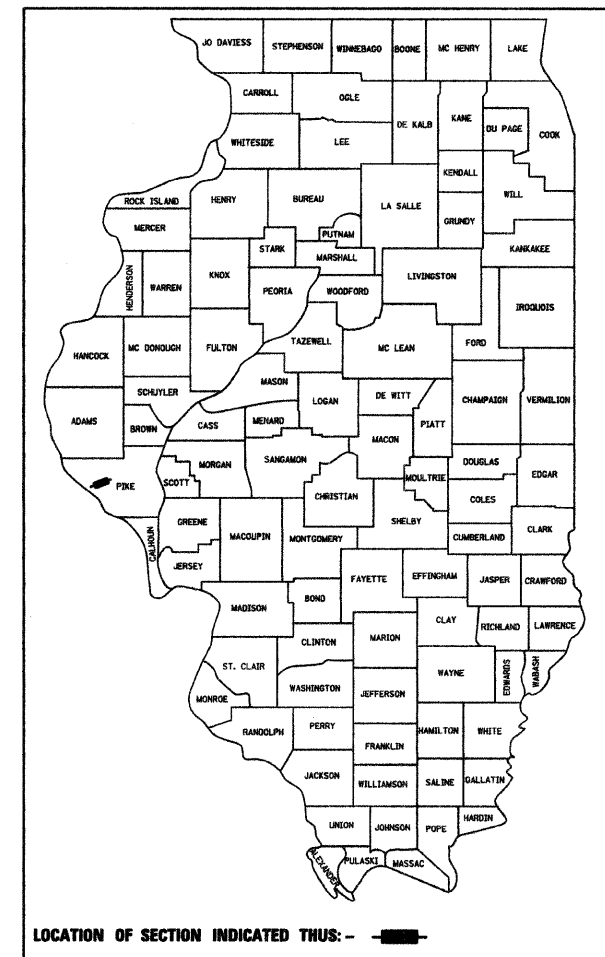 JO DAVIESS
STEPHENSON
WINNEBAGO
BOONE
MC HENRY
LAKE
CARROLL
OGLE
DE KALB
KANE
DU PAGE
COOK
WHITESIDE
LEE
KENDALL
WILL
ROCK ISLAND
HENRY
BUREAU
LA SALLE
GRUNDY
MERCER
PUTNAM
KANKAKEE
STARK
MARSHALL
HENDERSON
WARREN
KNOX
PEORIA
WOODFORD
LIVINGSTON
IROQUOIS
HANCOCK
MC DONOUGH
FULTON
TAZEWELL
MC LEAN
FORD
SCHUYLER
MASON
LOGAN
DE WITT
CHAMPAIGN
VERMILION
ADAMS
BROWN
CASS
MENARD
MACON
PIATT
PIKE
SCOTT
MORGAN
SANGAMON
CHRISTIAN
MOULTRIE
DOUGLAS
EDGAR
COLES
CALHOUN
GREENE
MACOUPIN
MONTGOMERY
SHELBY
CUMBERLAND
CLARK
JERSEY
FAYETTE
EFFINGHAM
JASPER
CRAWFORD
MADISON
BOND
CLAY
RICHLAND
LAWRENCE
CLINTON
MARION
ST. CLAIR
WAYNE
EDWARDS
WABASH
WASHINGTON
JEFFERSON
MONROE
RANDOLPH
PERRY
HAMILTON
WHITE
FRANKLIN
JACKSON
WILLIAMSON
SALINE
GALLATIN
UNION
JOHNSON
POPE
HARDIN
ALEXANDER
PULASKI
MASSAC
LOCATION OF SECTION INDICATED THUS: -